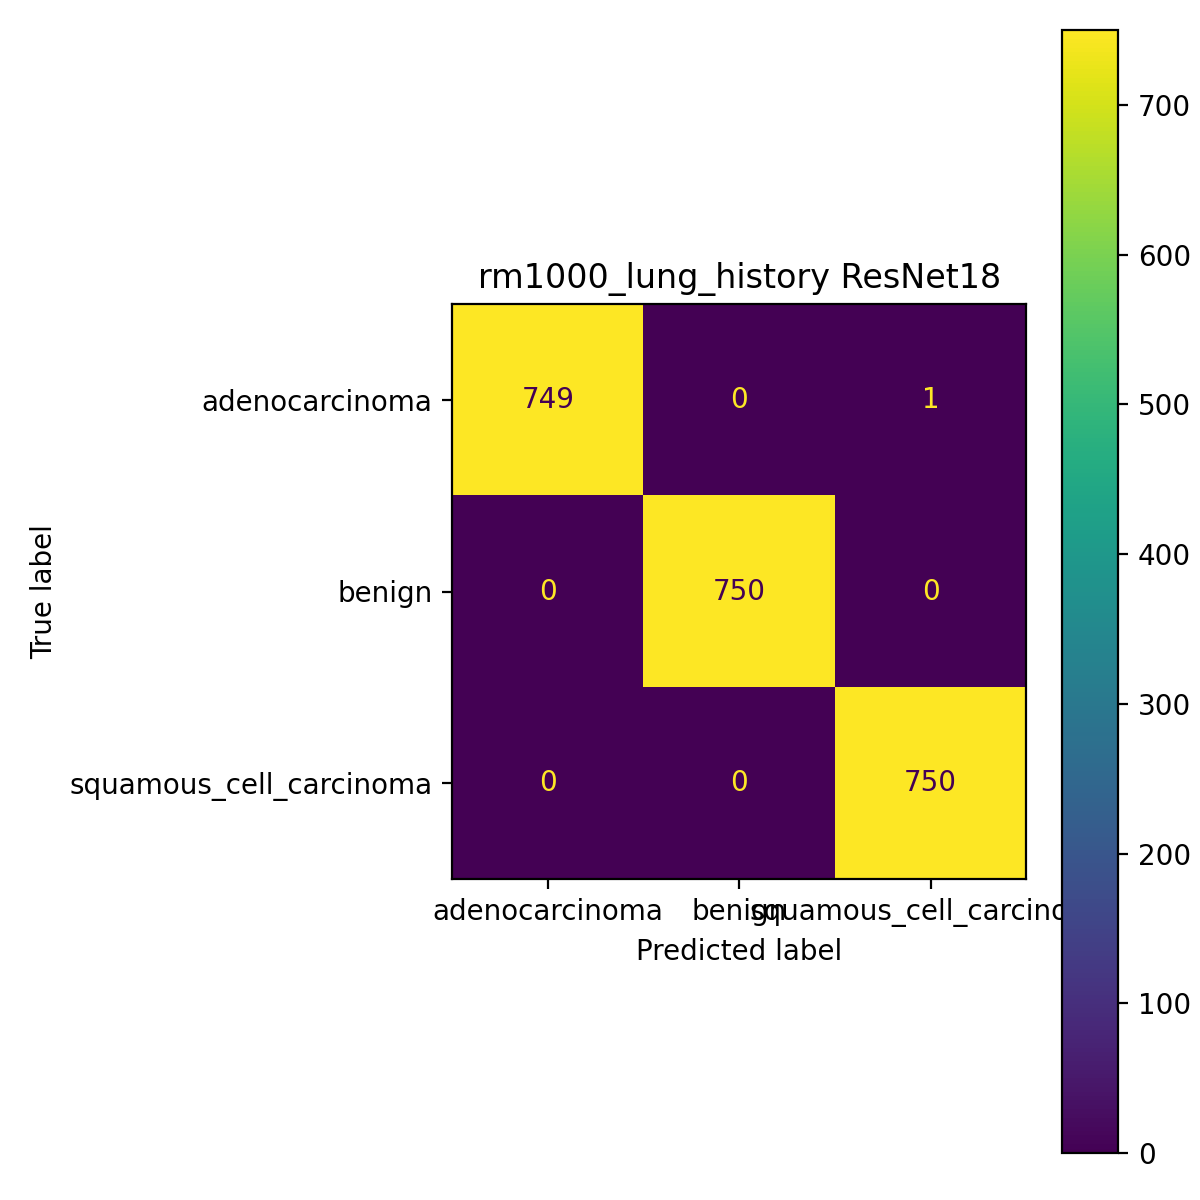 rm1000_lung_history ResNet18
True label
adenocarcinoma 749 0 1
benign 0 750 0
squamous_cell_carcinoma 0 0 750
adenocarcinoma benign squamous_cell_carcino
Predicted label
700
600
500
400
300
200
100
0